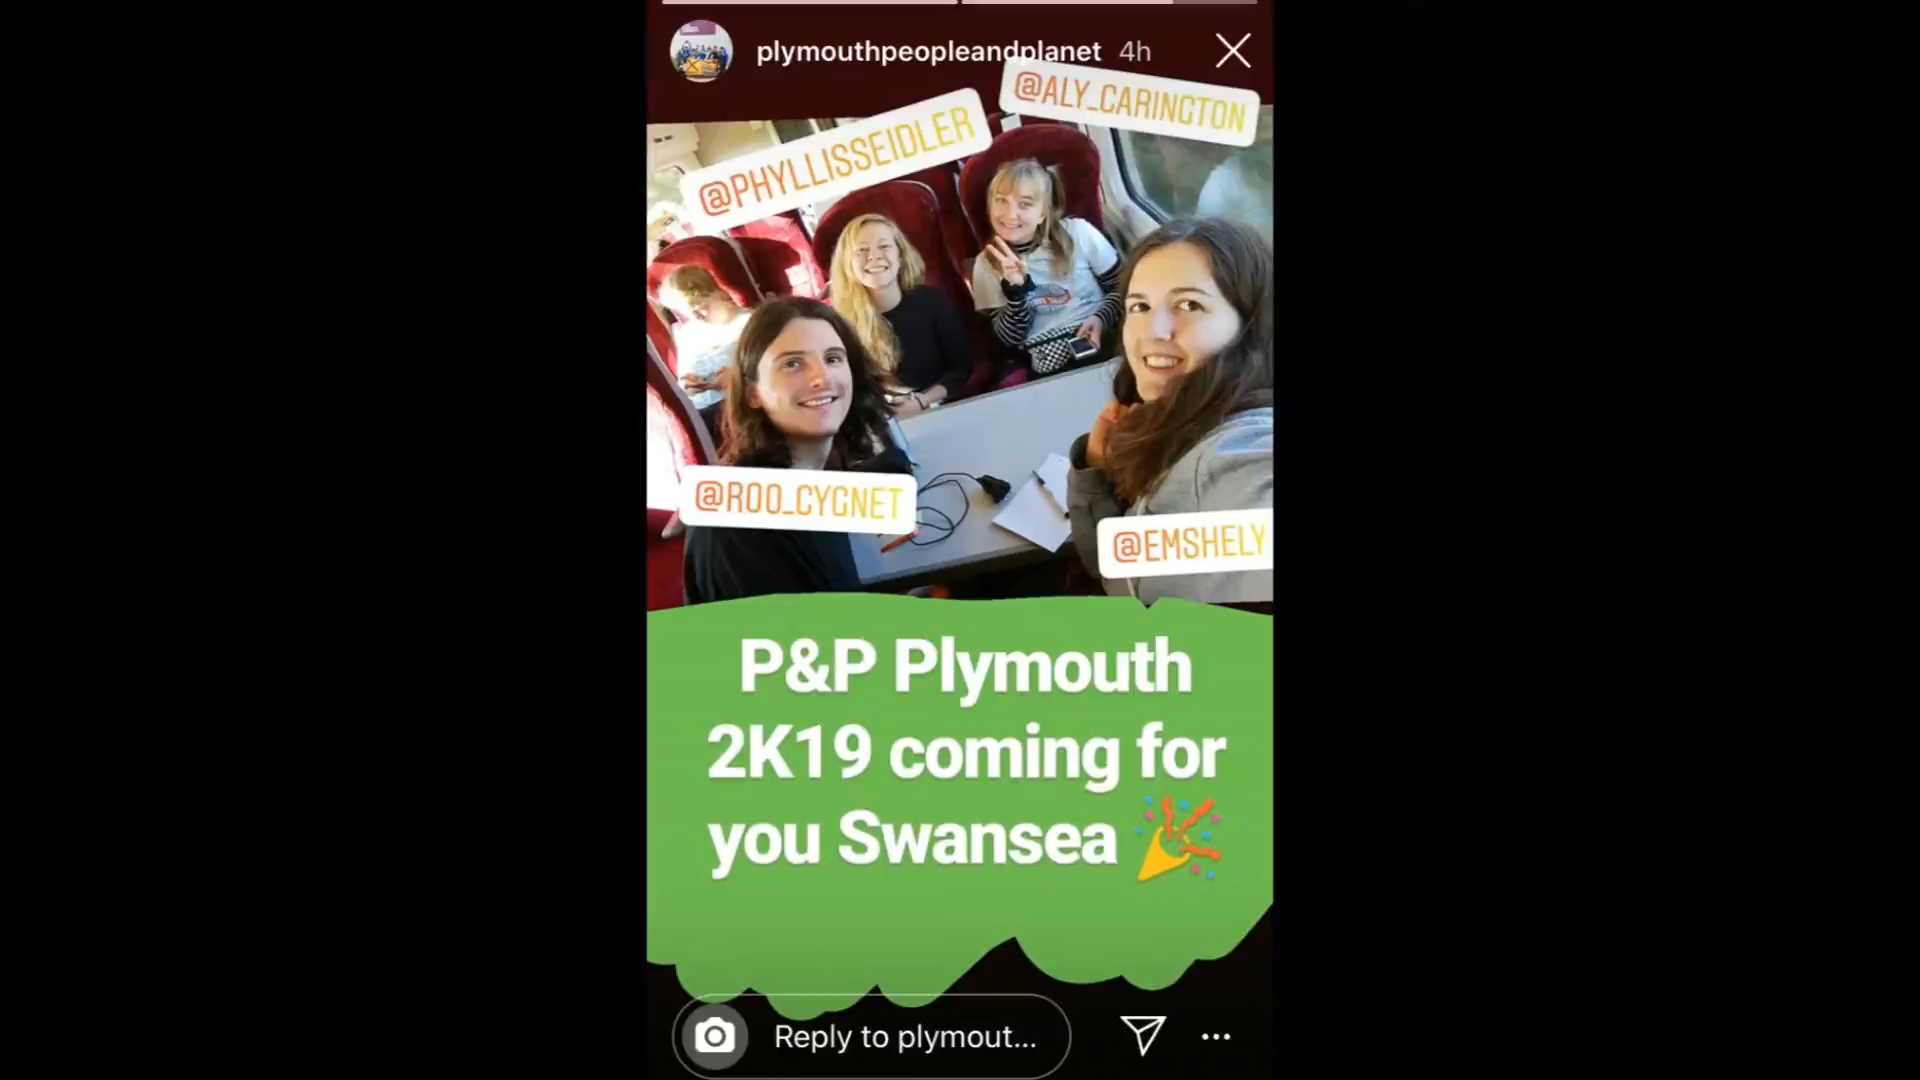 plymouthpeopleandplanet 4h
@ALY_CARINGTON
@PHYLLISSEIDLER
@ROO_CYGNET
@EMSHELY
P&P Plymouth
2K19 coming for
you Swansea 🎉
Reply to plymout...